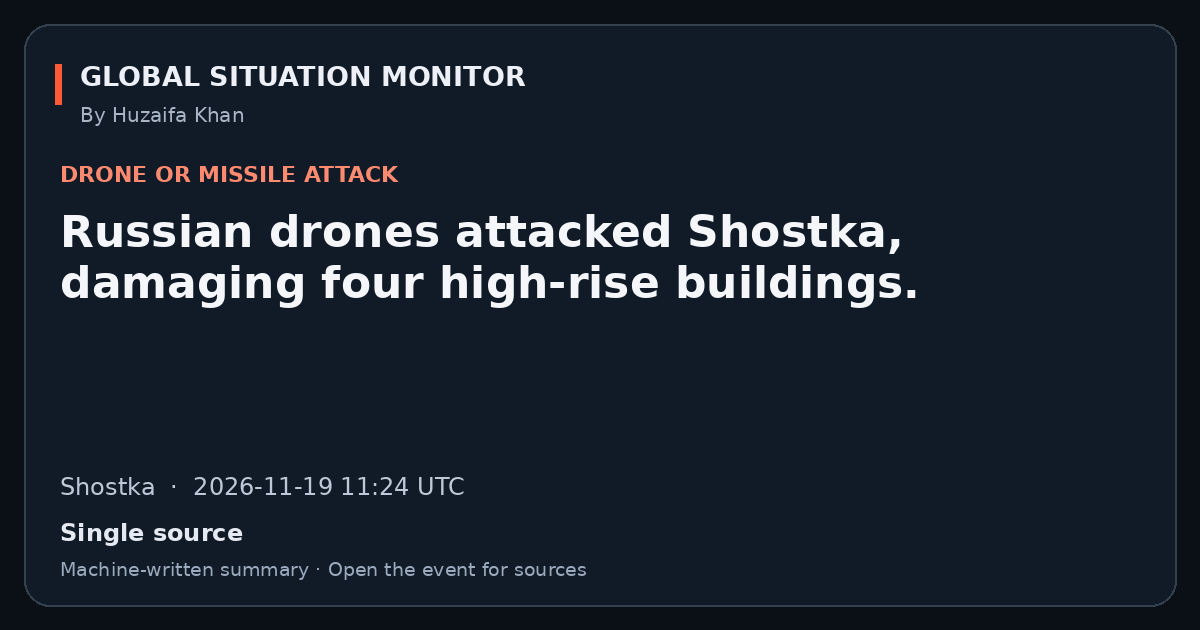 GLOBAL SITUATION MONITOR
By Huzaifa Khan
DRONE OR MISSILE ATTACK
Russian drones attacked Shostka,
damaging four high-rise buildings.
Shostka · 2026-11-19 11:24 UTC
Single source
Machine-written summary · Open the event for sources